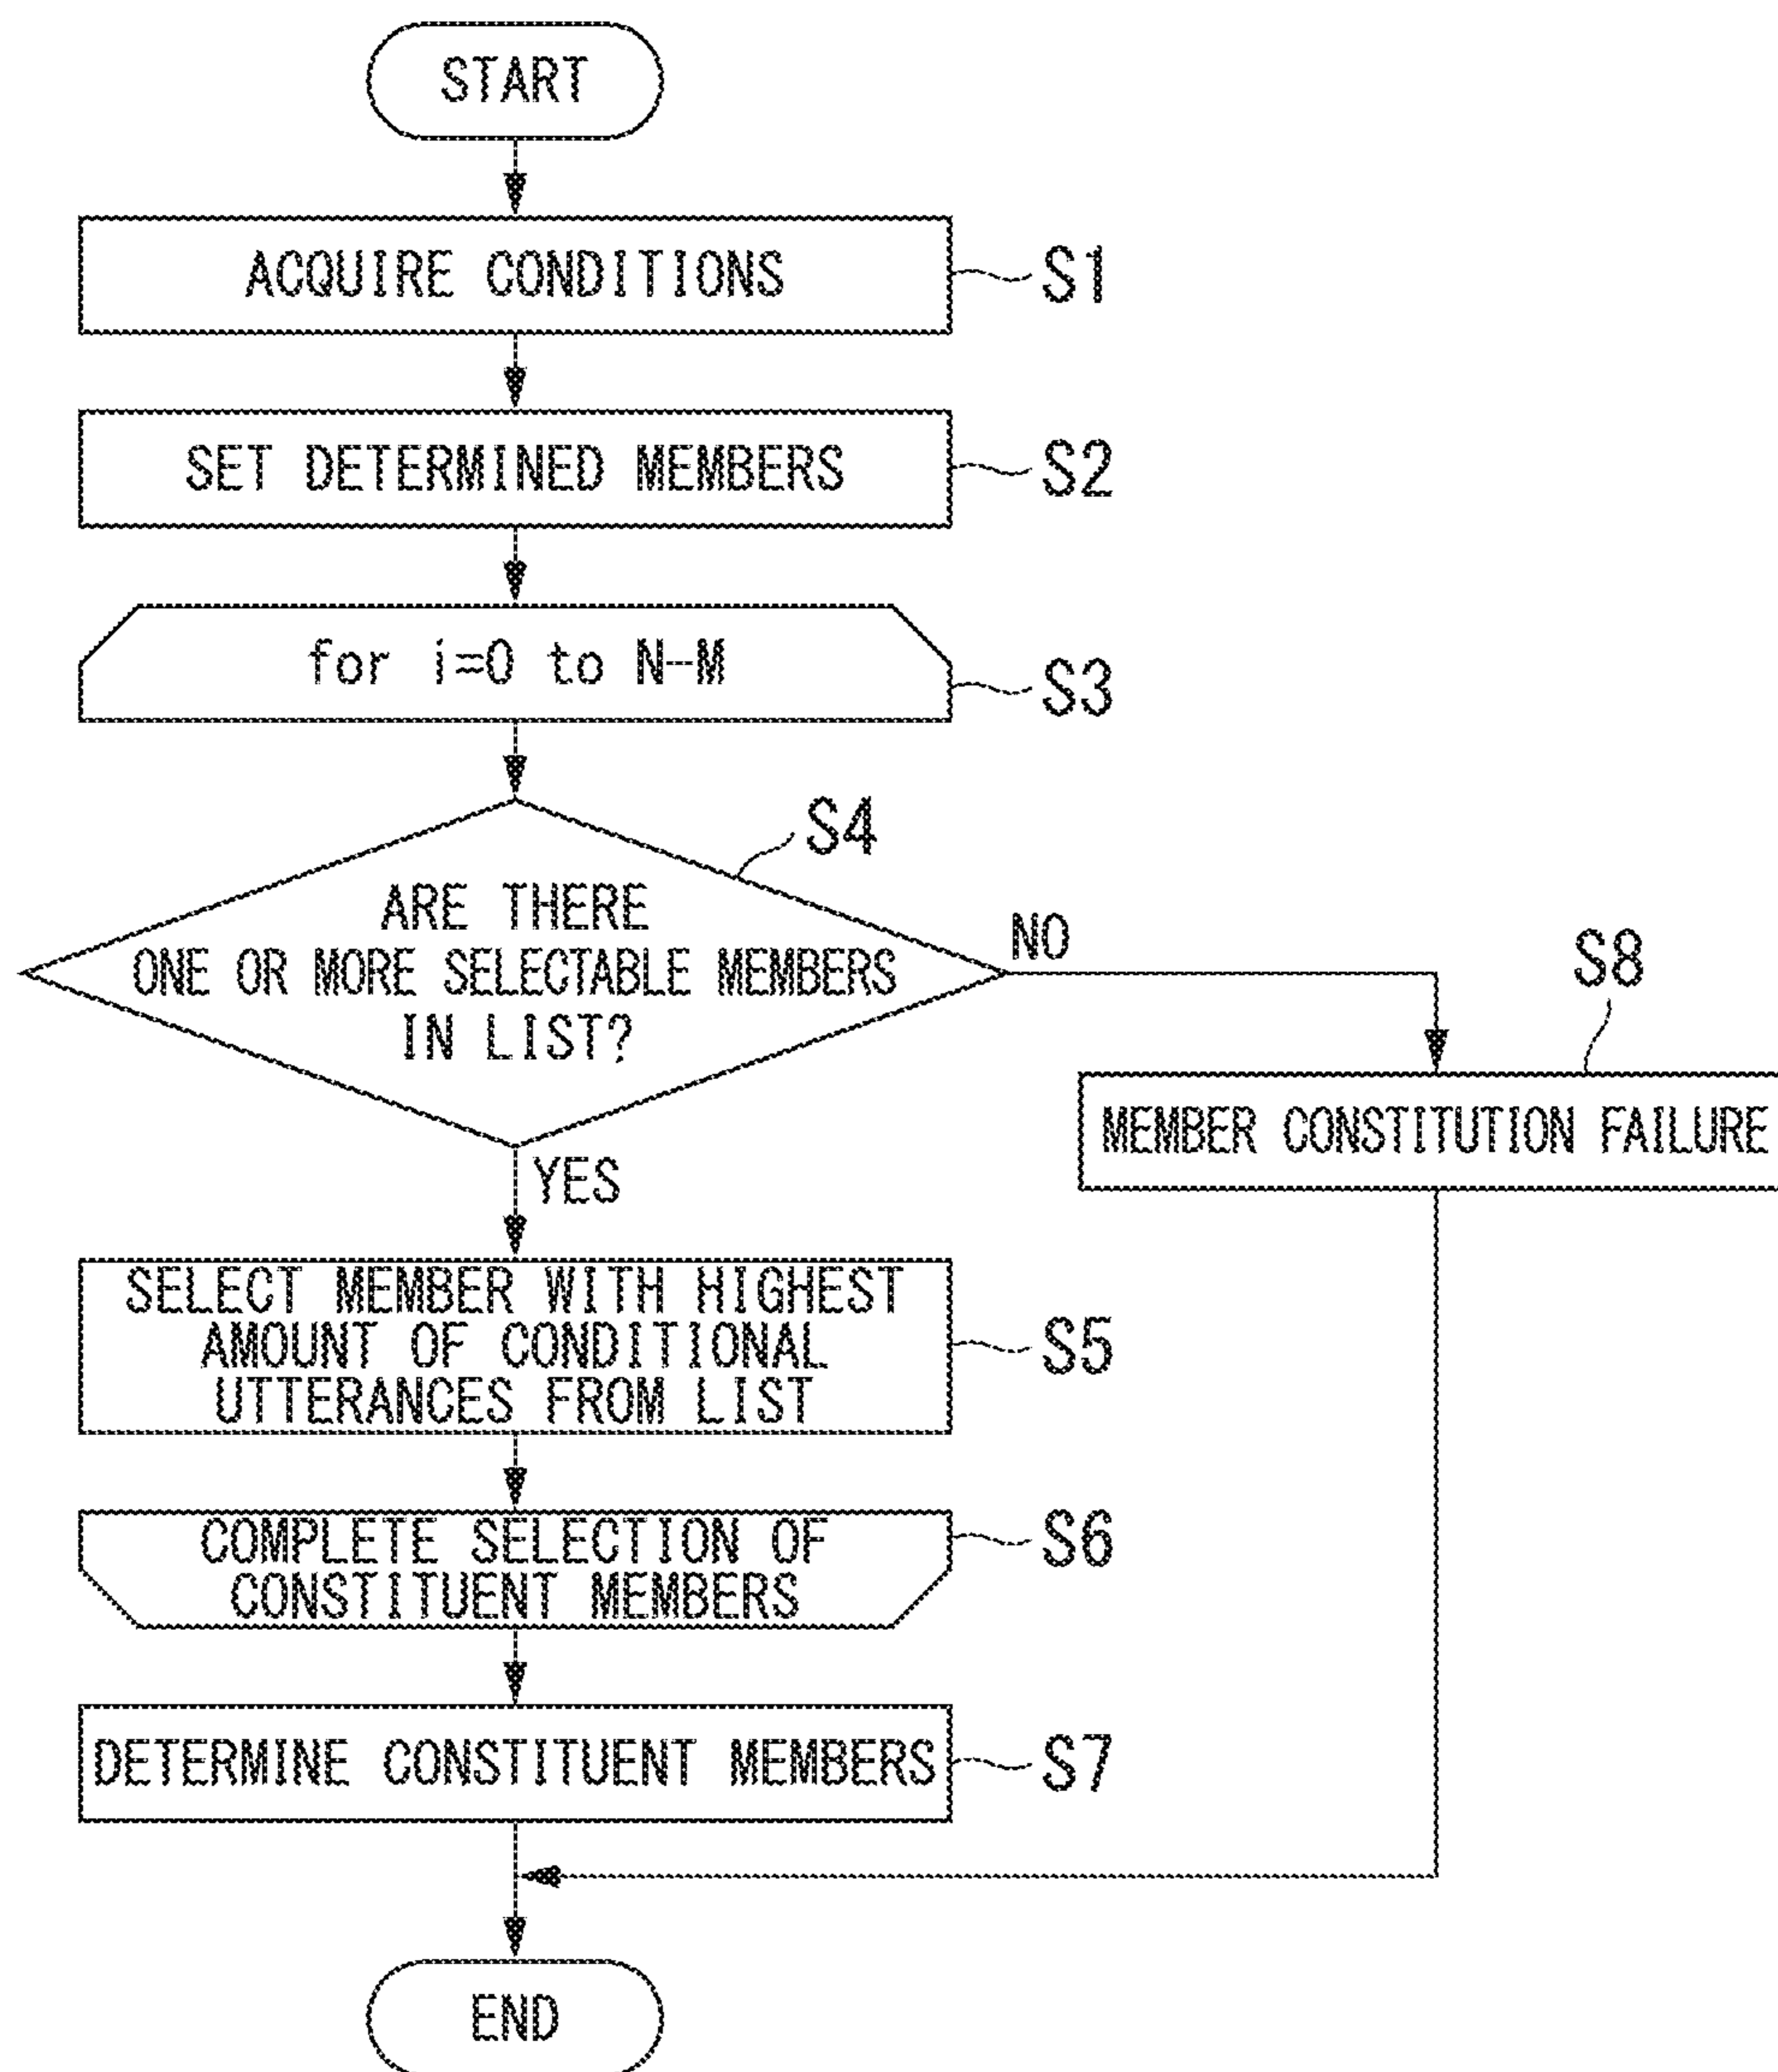 START
ACQUIRE CONDITIONS
S1
SET DETERMINED MEMBERS
S2
for i=0 to N-M
S3
S4
ARE THERE
ONE OR MORE SELECTABLE MEMBERS
IN LIST?
NO
S8
MEMBER CONSTITUTION FAILURE
YES
SELECT MEMBER WITH HIGHEST
AMOUNT OF CONDITIONAL
UTTERANCES FROM LIST
S5
COMPLETE SELECTION OF
CONSTITUENT MEMBERS
S6
DETERMINE CONSTITUENT MEMBERS
S7
END